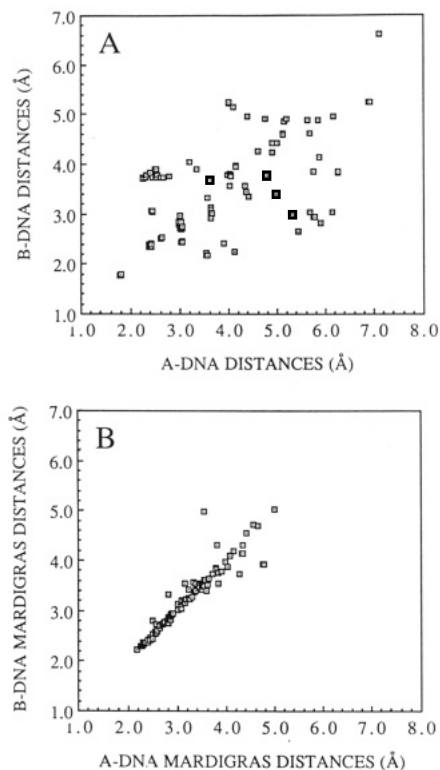 A
B-DNA DISTANCES (Å)
7.0
6.0
5.0
4.0
3.0
2.0
1.0
1.0 2.0 3.0 4.0 5.0 6.0 7.0 8.0
A-DNA DISTANCES (Å)
B
B-DNA MARDIGRAS DISTANCES (Å)
7.0
6.0
5.0
4.0
3.0
2.0
1.0
1.0 2.0 3.0 4.0 5.0 6.0 7.0 8.0
A-DNA MARDIGRAS DISTANCES (Å)